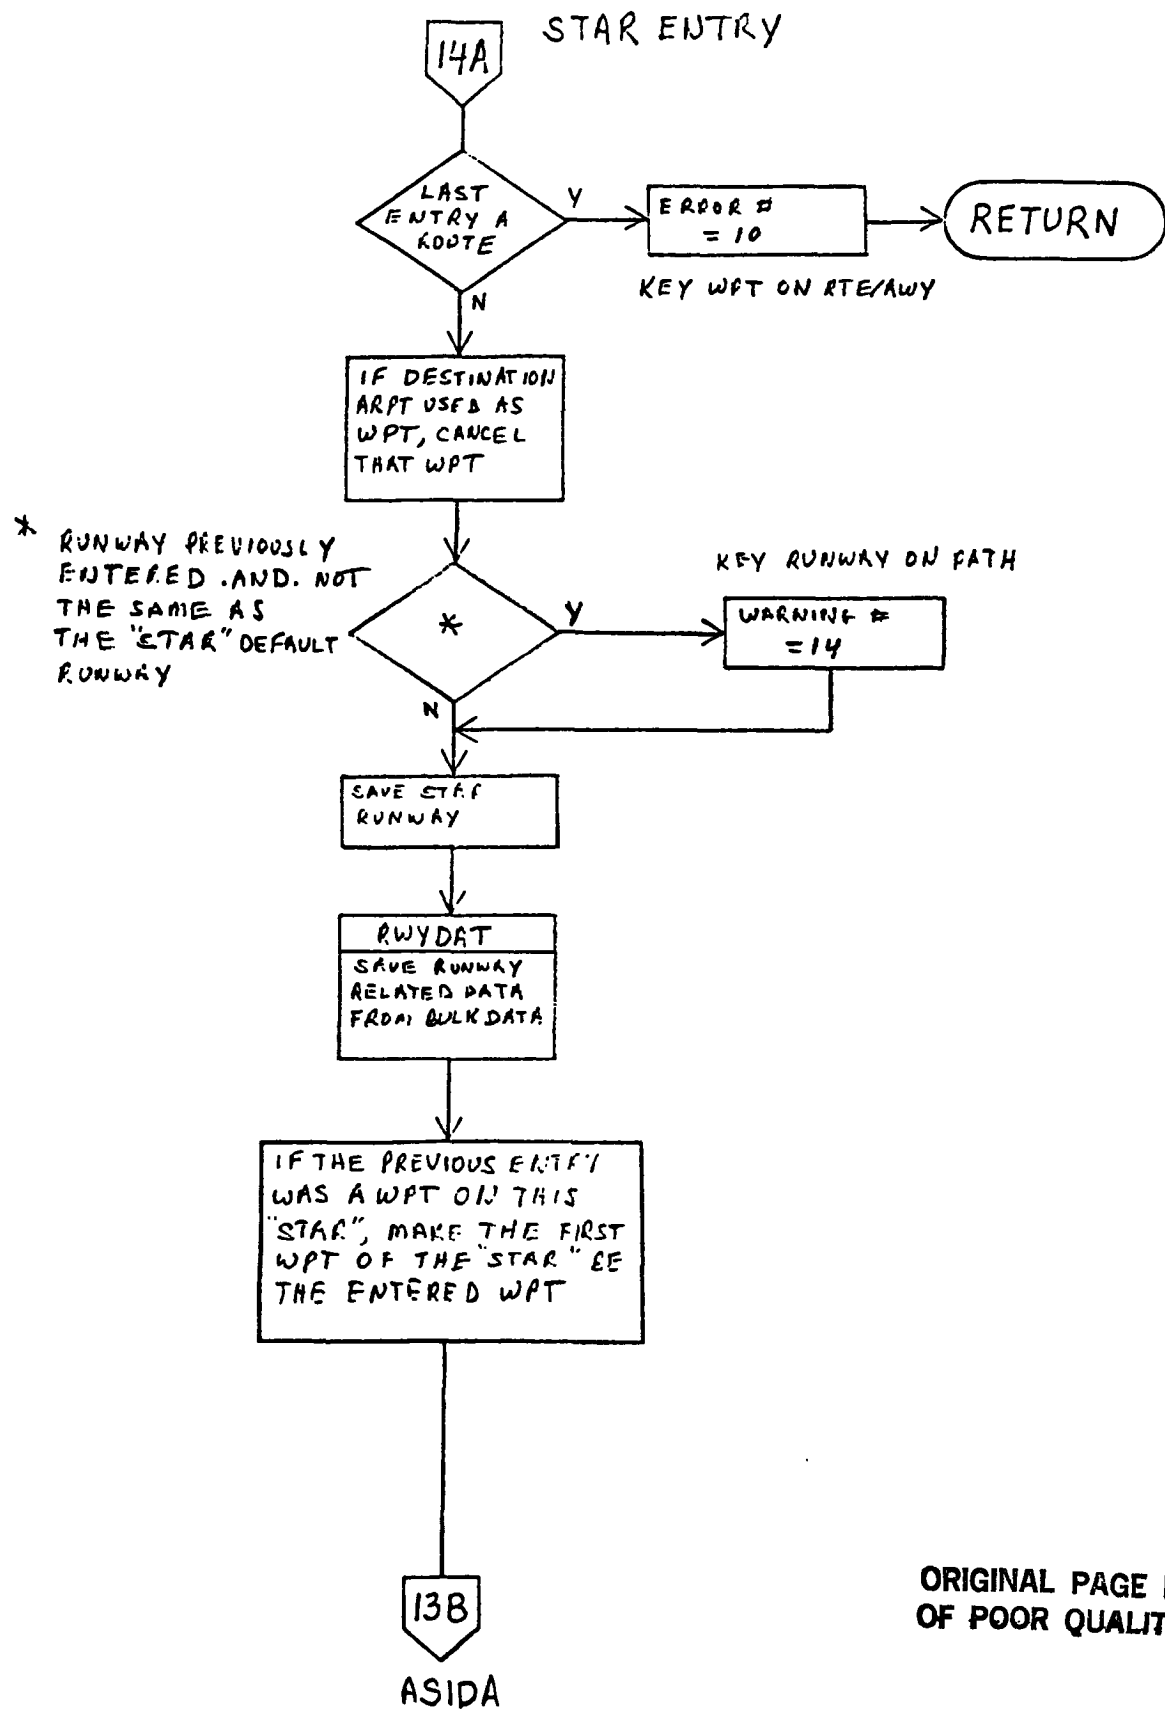 14A
STAR ENTRY
LAST
ENTRY A
ROUTE
Y
ERROR #
= 10
RETURN
KEY WPT ON RTE/AWY
N
IF DESTINATION
ARPT USED AS
WPT, CANCEL
THAT WPT
* RUNWAY PREVIOUSLY
ENTERED .AND. NOT
THE SAME AS
THE "STAR" DEFAULT
RUNWAY
*
Y
KEY RUNWAY ON PATH
WARNING #
= 14
N
SAVE STAR
RUNWAY
RWYDAT
SAVE RUNWAY
RELATED DATA
FROM BULK DATA
IF THE PREVIOUS ENTRY
WAS A WPT ON THIS
"STAR", MAKE THE FIRST
WPT OF THE "STAR" BE
THE ENTERED WPT
13B
ASIDA
ORIGINAL PAGE
OF POOR QUALIT